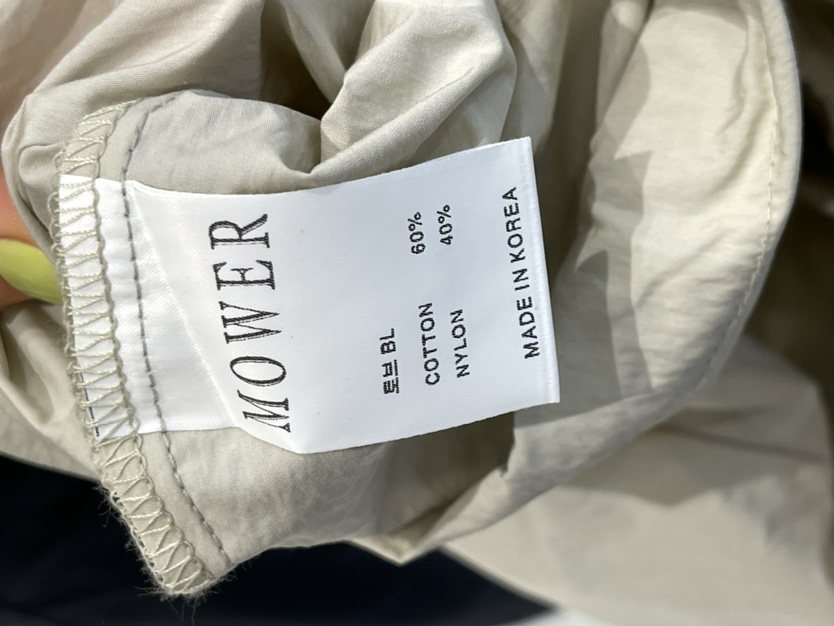 MOWER
토브 BL
COTTON 60%
NYLON 40%
MADE IN KOREA